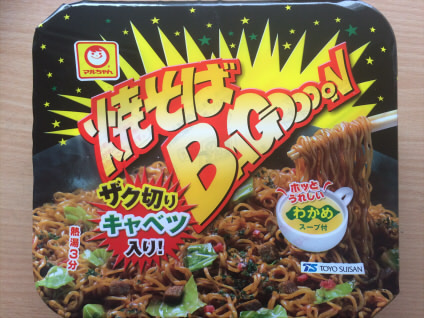 マルちゃん
焼そば
BAGOOOON
ザク切り
キャベツ
入り!
熱湯3分
ホッと
うれしい
わかめ
スープ付
TS TOYO SUISAN